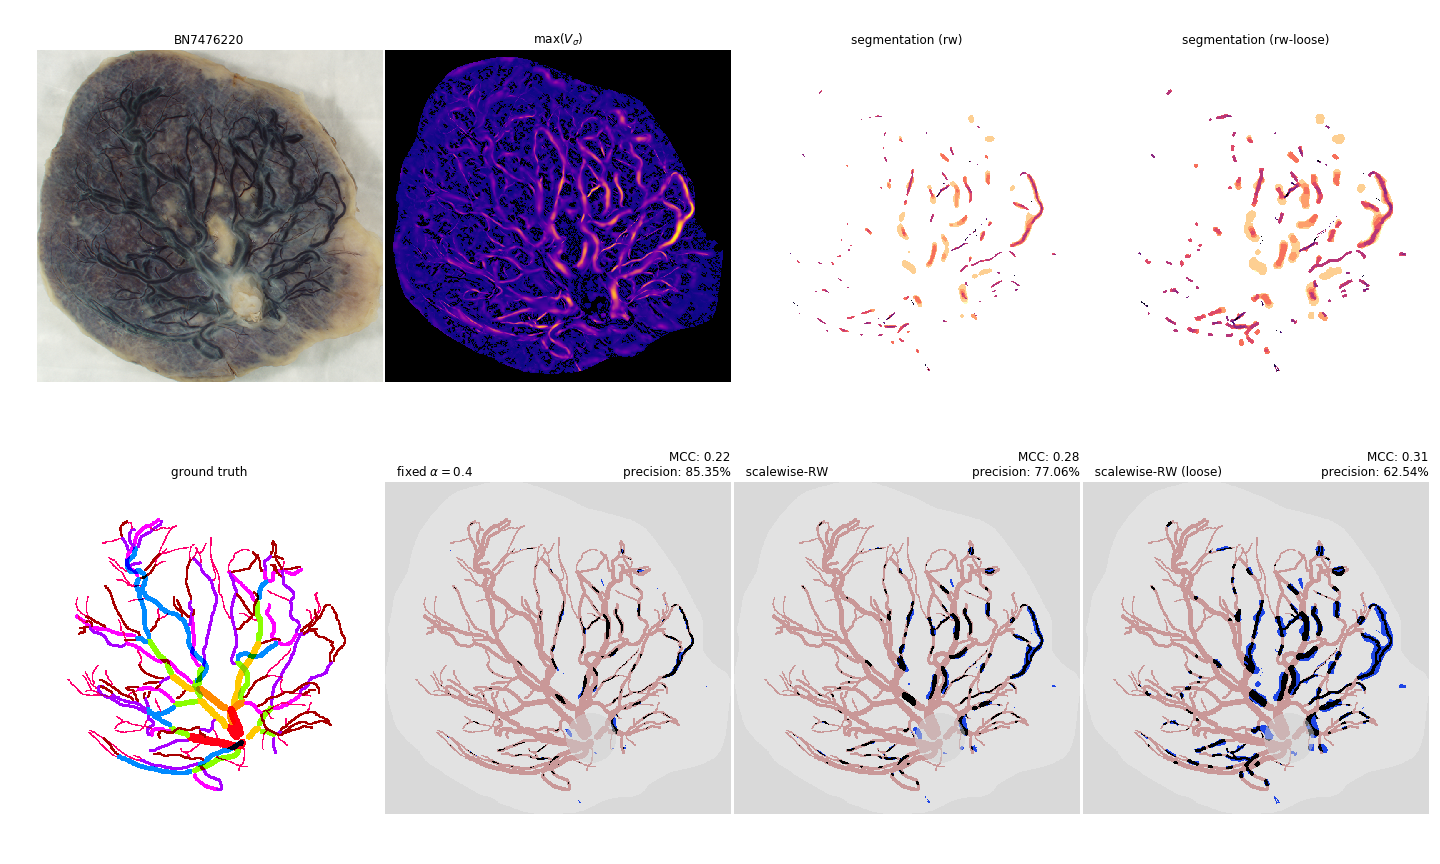 BN7476220
max(V_σ)
segmentation (rw)
segmentation (rw-loose)
ground truth
fixed α = 0.4
MCC: 0.22
precision: 85.35%
scalewise-RW
MCC: 0.28
precision: 77.06%
scalewise-RW (loose)
MCC: 0.31
precision: 62.54%